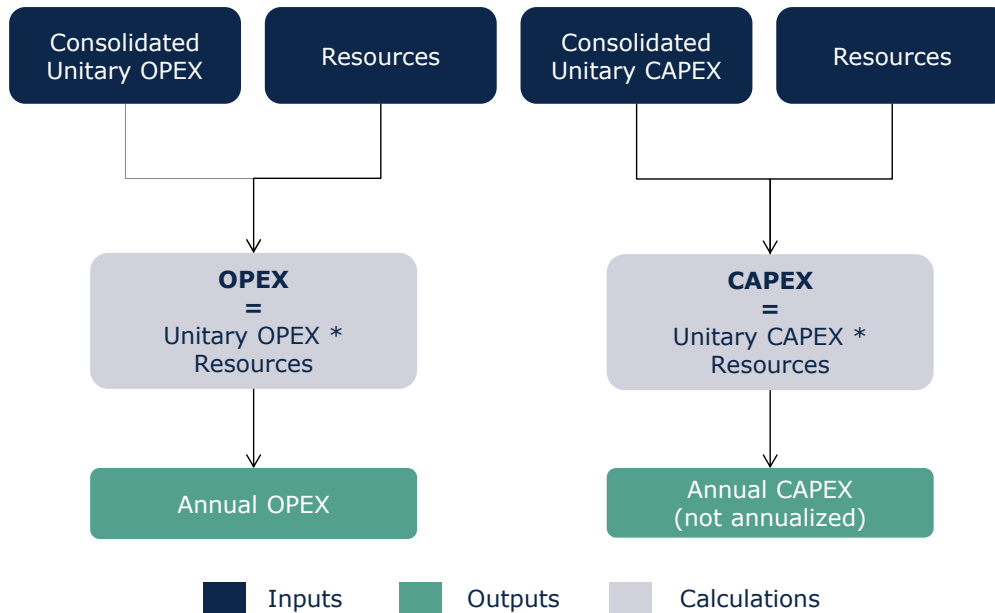 Consolidated
Unitary OPEX
Resources
Consolidated
Unitary CAPEX
Resources
OPEX
=
Unitary OPEX *
Resources
CAPEX
=
Unitary CAPEX *
Resources
Annual OPEX
Annual CAPEX
(not annualized)
Inputs
Outputs
Calculations